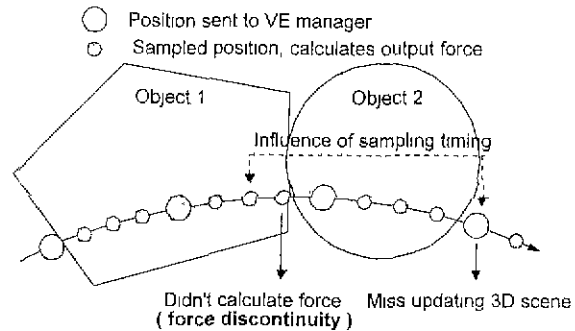 Position sent to VE manager
Sampled position, calculates output force
Object 1
Object 2
Influence of sampling timing
Didn't calculate force
( force discontinuity )
Miss updating 3D scene